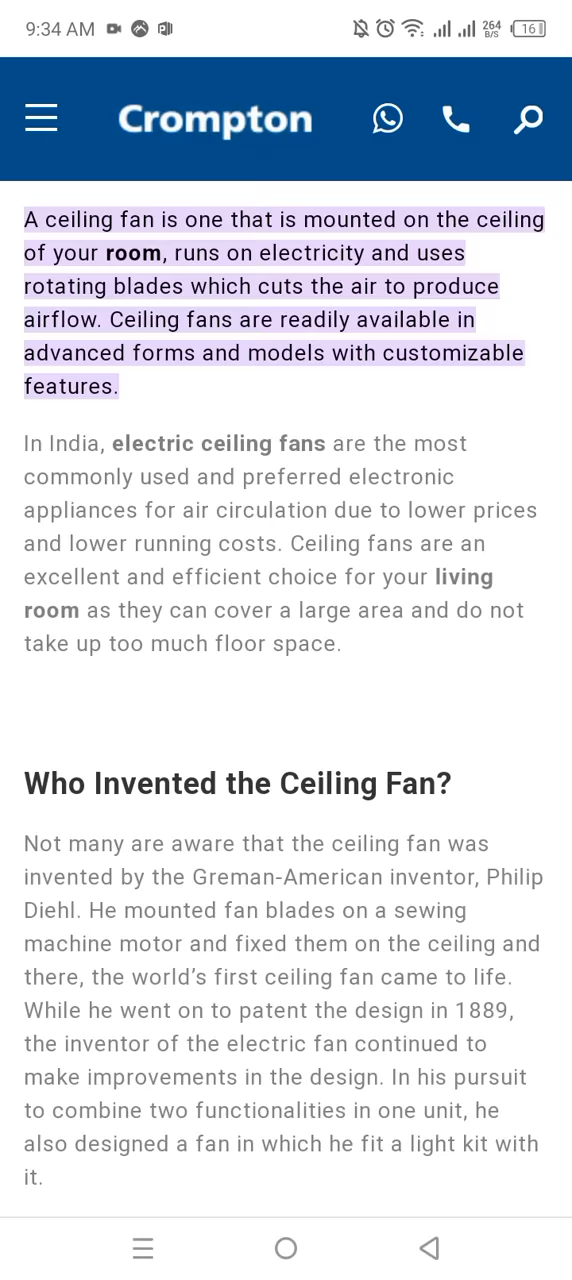 9:34 AM
264
B/S
16
Crompton
A ceiling fan is one that is mounted on the ceiling
of your room, runs on electricity and uses
rotating blades which cuts the air to produce
airflow. Ceiling fans are readily available in
advanced forms and models with customizable
features.
In India, electric ceiling fans are the most
commonly used and preferred electronic
appliances for air circulation due to lower prices
and lower running costs. Ceiling fans are an
excellent and efficient choice for your living
room as they can cover a large area and do not
take up too much floor space.
Who Invented the Ceiling Fan?
Not many are aware that the ceiling fan was
invented by the Greman-American inventor, Philip
Diehl. He mounted fan blades on a sewing
machine motor and fixed them on the ceiling and
there, the world’s first ceiling fan came to life.
While he went on to patent the design in 1889,
the inventor of the electric fan continued to
make improvements in the design. In his pursuit
to combine two functionalities in one unit, he
also designed a fan in which he fit a light kit with
it.